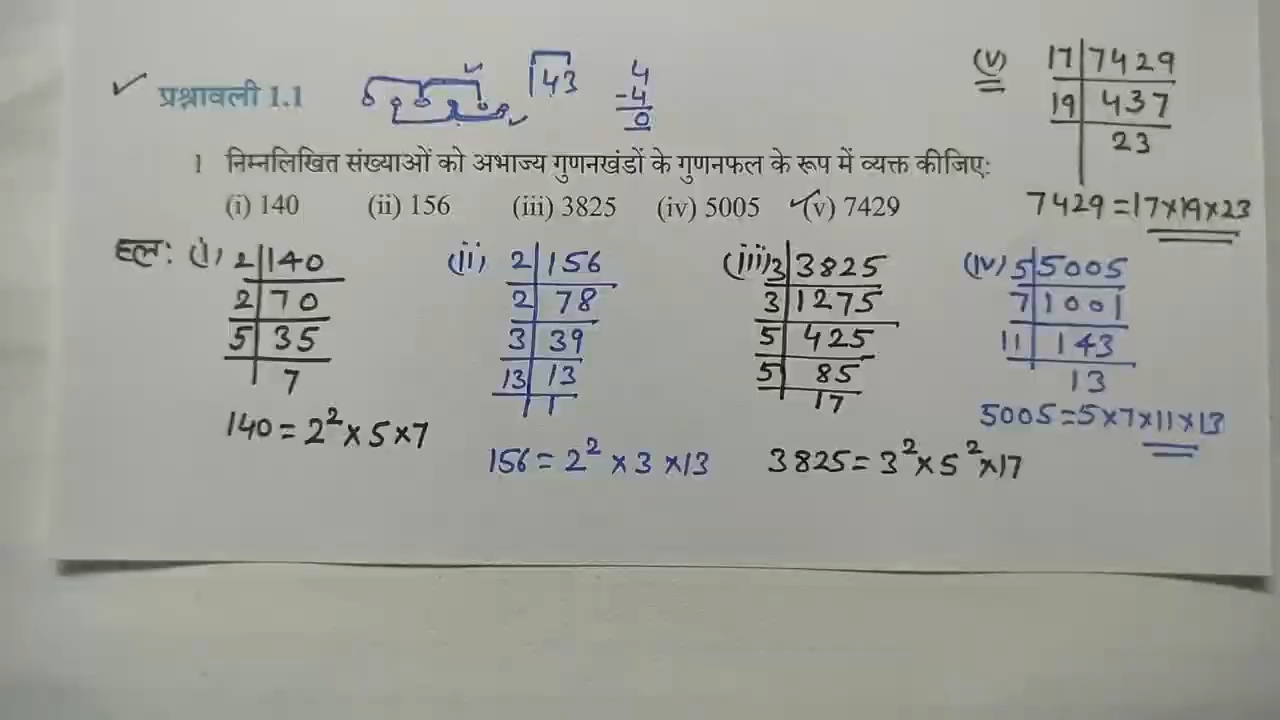 प्रश्नावली 1.1
143
4
-4
0
1 निम्नलिखित संख्याओं को अभाज्य गुणनखंडों के गुणनफल के रूप में व्यक्त कीजिए:
(i) 140 (ii) 156 (iii) 3825 (iv) 5005 (v) 7429
हल: (i) 2 | 140
2 | 70
5 | 35
7
140 = 2² × 5 × 7
(ii) 2 | 156
2 | 78
3 | 39
13 | 13
1
156 = 2² × 3 × 13
(iii) 3 | 3825
3 | 1275
5 | 425
5 | 85
17
3825 = 3² × 5² × 17
(iv) 5 | 5005
7 | 1001
11 | 143
13
5005 = 5 × 7 × 11 × 13
(v) 17 | 7429
19 | 437
23
7429 = 17 × 19 × 23